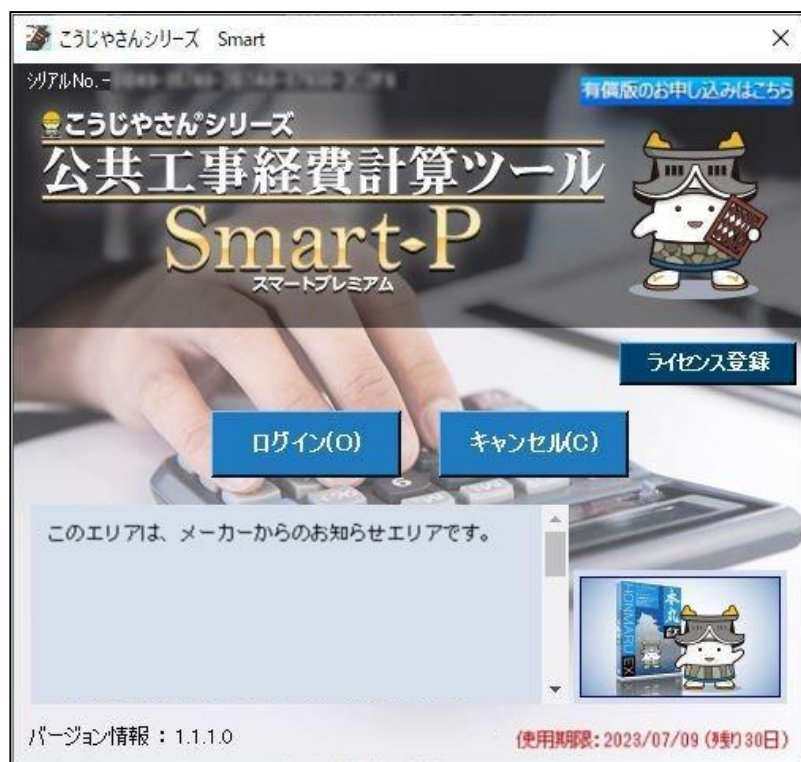 こうじやさんシリーズ Smart
シリアルNo.-
有償版のお申し込みはこちら
こうじやさん®シリーズ
公共工事経費計算ツール
Smart-P
スマートプレミアム
ライセンス登録
ログイン(O)
キャンセル(C)
このエリアは、メーカーからのお知らせエリアです。
本丸
EX
HONMARU EX
バージョン情報:1.1.1.0
使用期限:2023/07/09 (残り30日)